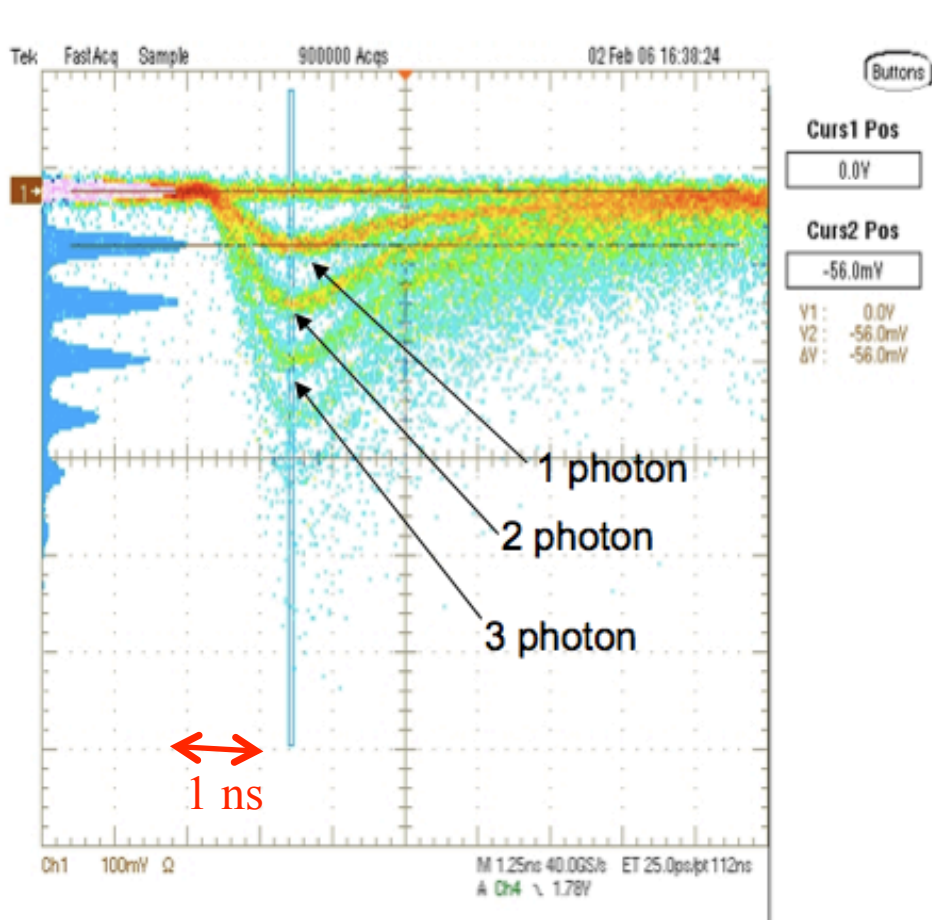 Tek FastAcq Sample 900000 Acqs 02 Feb 06 16:38:24
Buttons
Curs1 Pos
0.0V
Curs2 Pos
-56.0mV
V1 : 0.0V
V2 : -56.0mV
ΔV : -56.0mV
1
1 photon
2 photon
3 photon
1 ns
Ch1 100mV Ω M 1.25ns 40.0GS/s ET 25.0ps/pt 112ns
A Ch4 ∖ 1.78V